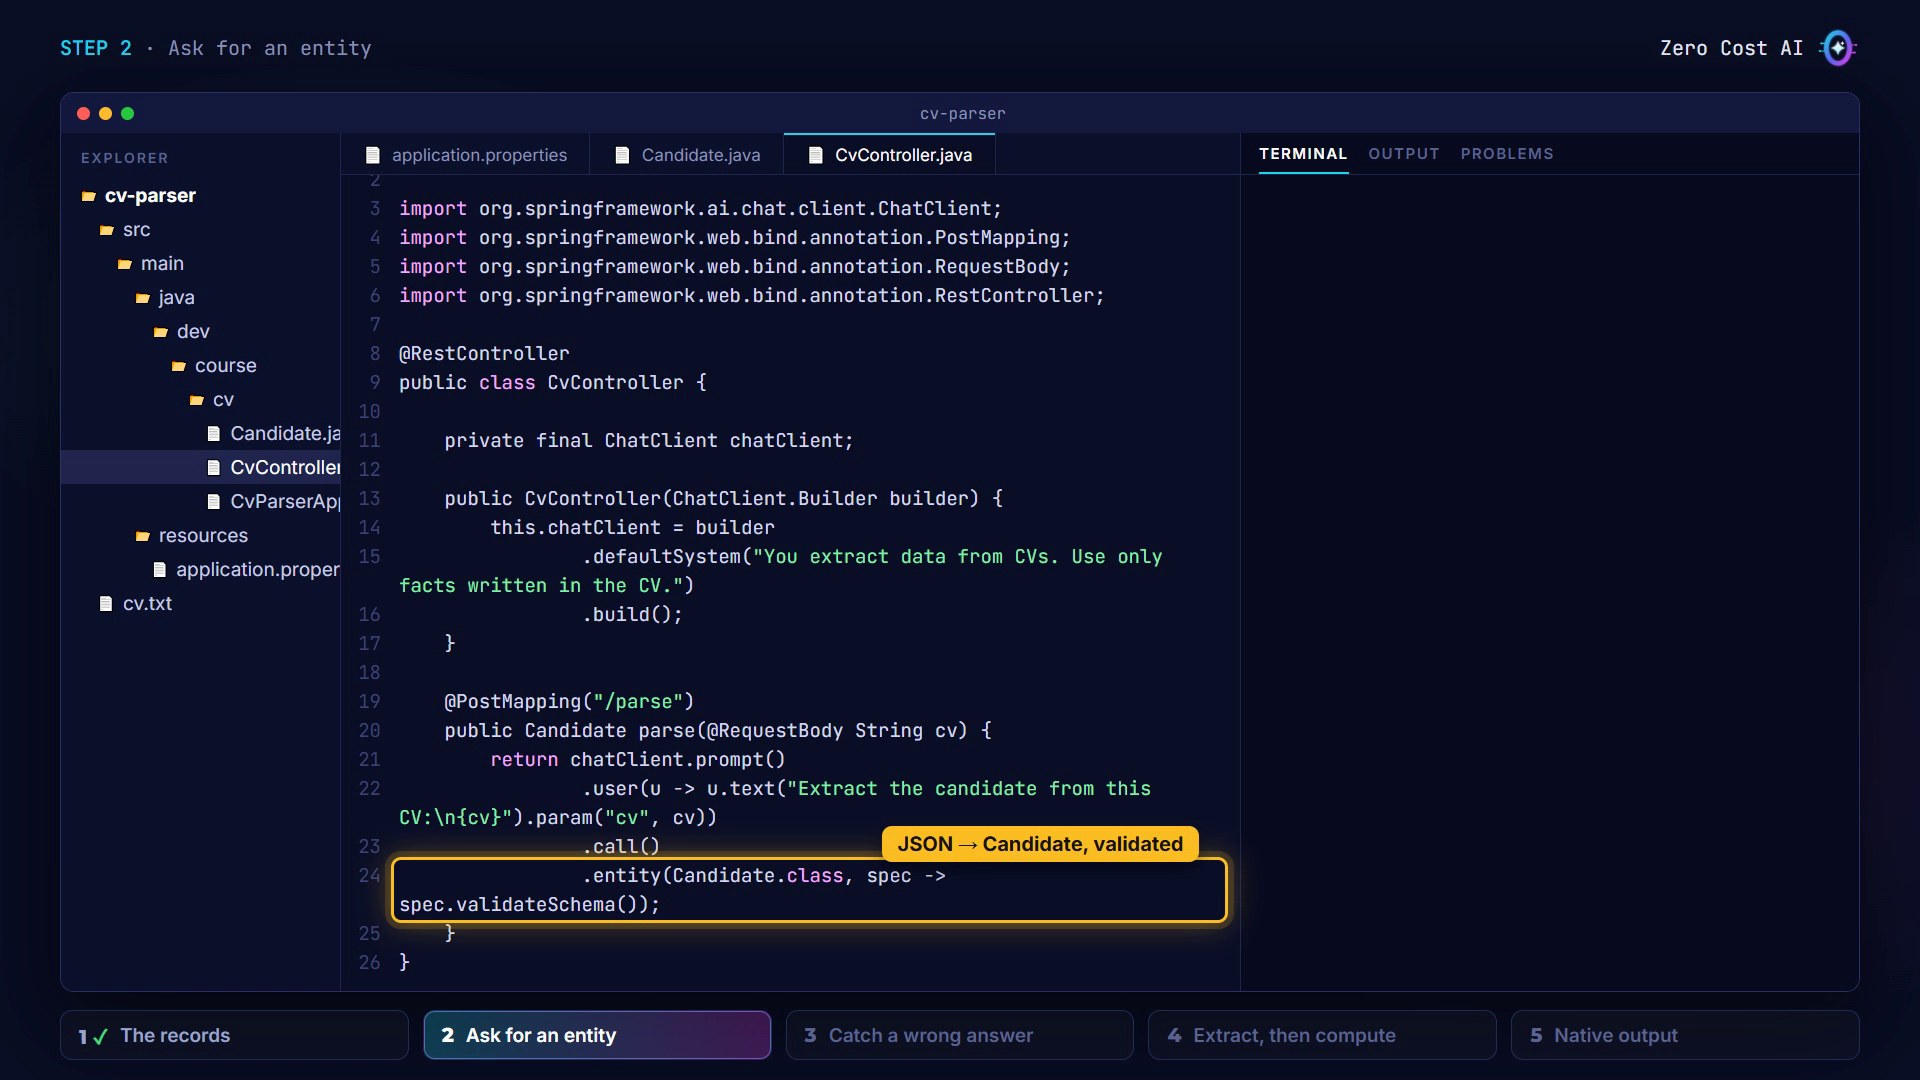 STEP 2 · Ask for an entity
Zero Cost AI
cv-parser
EXPLORER
cv-parser
src
main
java
dev
course
cv
Candidate.ja
CvController
CvParserApp
resources
application.proper
cv.txt
application.properties
Candidate.java
CvController.java
2
3 import org.springframework.ai.chat.client.ChatClient;
4 import org.springframework.web.bind.annotation.PostMapping;
5 import org.springframework.web.bind.annotation.RequestBody;
6 import org.springframework.web.bind.annotation.RestController;
7
8 @RestController
9 public class CvController {
10
11     private final ChatClient chatClient;
12
13     public CvController(ChatClient.Builder builder) {
14         this.chatClient = builder
15                 .defaultSystem("You extract data from CVs. Use only
facts written in the CV.")
16                 .build();
17     }
18
19     @PostMapping("/parse")
20     public Candidate parse(@RequestBody String cv) {
21         return chatClient.prompt()
22                 .user(u -> u.text("Extract the candidate from this
CV:\n{cv}").param("cv", cv))
23                 .call()
JSON → Candidate, validated
24                 .entity(Candidate.class, spec ->
spec.validateSchema());
25     }
26 }
TERMINAL
OUTPUT
PROBLEMS
1 ✓ The records
2 Ask for an entity
3 Catch a wrong answer
4 Extract, then compute
5 Native output